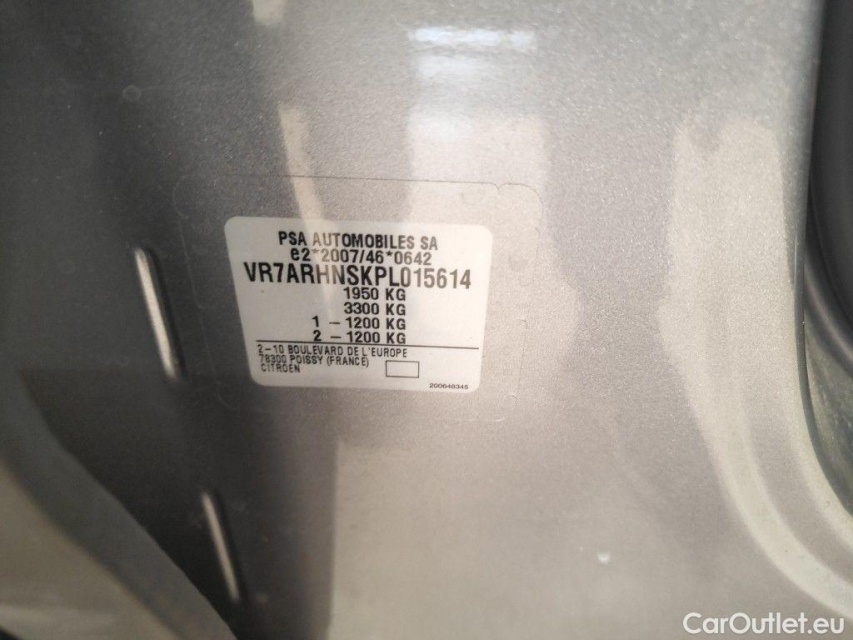 PSA AUTOMOBILES SA
e2*2007/46*0642
VR7ARHNSKPL015614
1950 KG
3300 KG
1 - 1200 KG
2 - 1200 KG
2-10 BOULEVARD DE L'EUROPE
78300 POISSY (FRANCE)
CITROEN
200640345
CarOutlet.eu